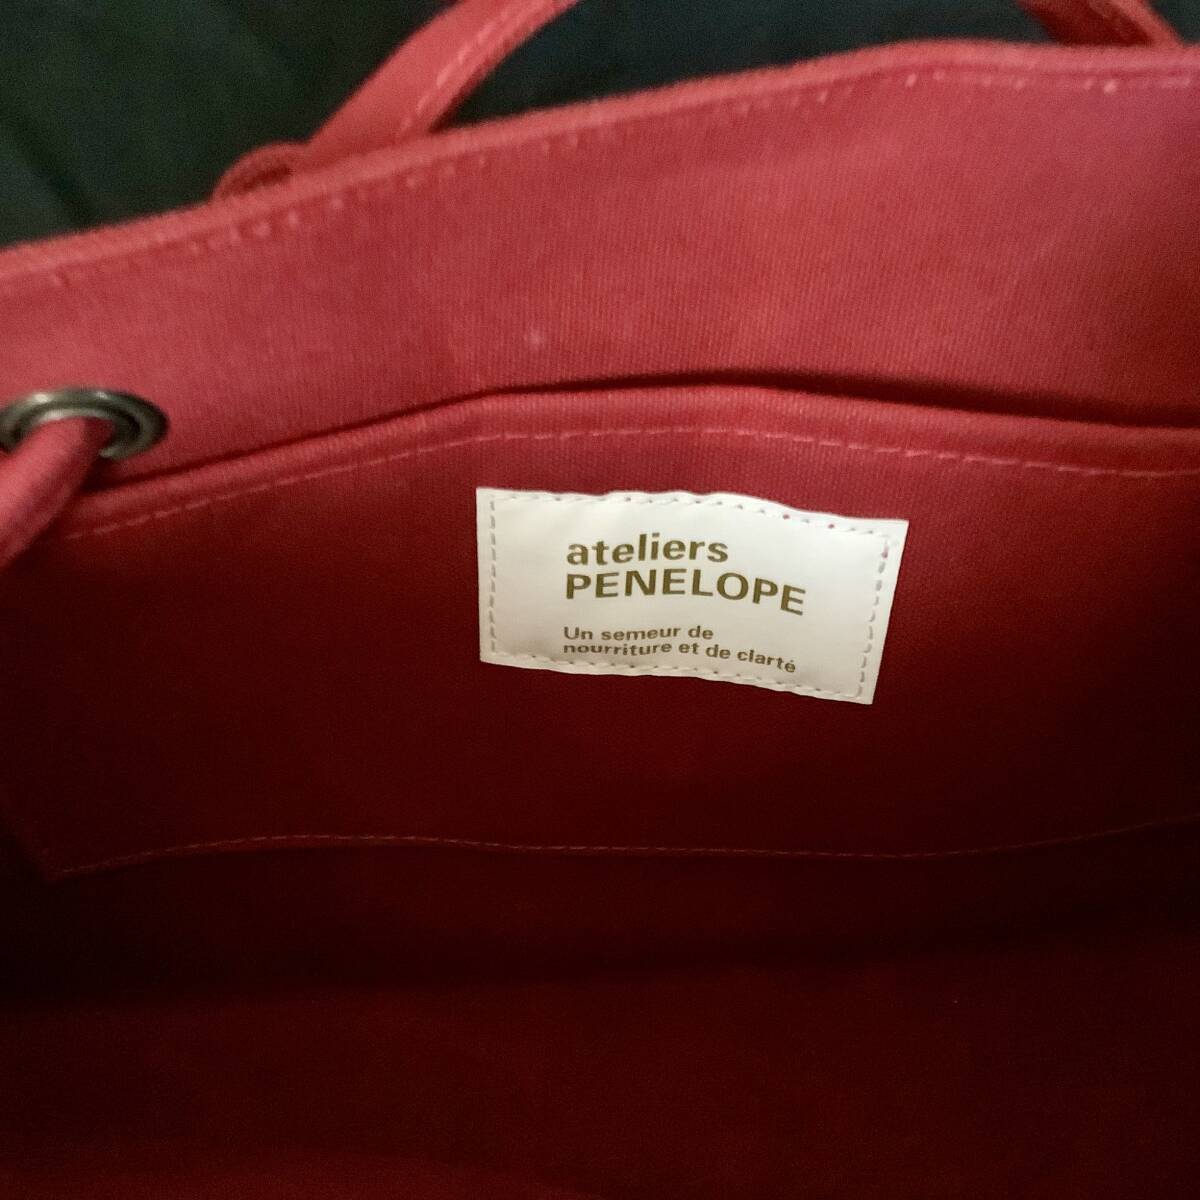 ateliers
PENELOPE
Un semeur de
nourriture et de clarté